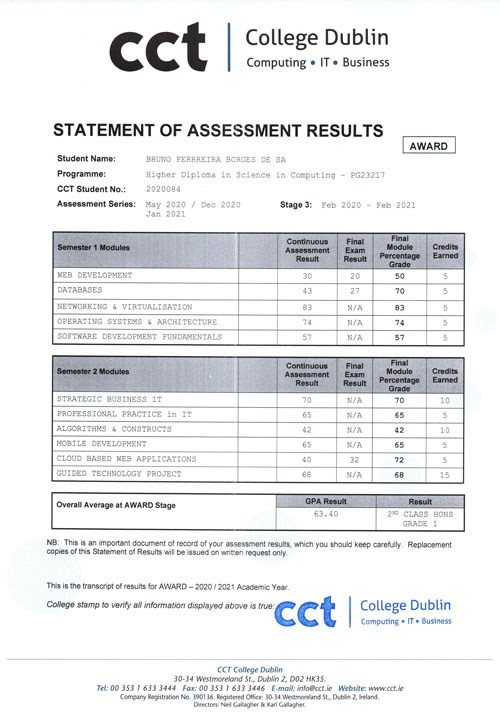 cct College Dublin
Computing • IT • Business
STATEMENT OF ASSESSMENT RESULTS
AWARD
Student Name: BRUNO FERRREIRA BORGES DE SA
Programme: Higher Diploma in Science in Computing - PG23217
CCT Student No.: 2020084
Assessment Series: May 2020 / Dec 2020 Stage 3: Feb 2020 - Feb 2021
Jan 2021
Semester 1 Modules Continuous Assessment Result Final Exam Result Final Module Percentage Grade Credits Earned
WEB DEVELOPMENT 30 20 50 5
DATABASES 43 27 70 5
NETWORKING & VIRTUALISATION 83 N/A 83 5
OPERATING SYSTEMS & ARCHITECTURE 74 N/A 74 5
SOFTWARE DEVELOPMENT FUNDAMENTALS 57 N/A 57 5
Semester 2 Modules Continuous Assessment Result Final Exam Result Final Module Percentage Grade Credits Earned
STRATEGIC BUSINESS IT 70 N/A 70 10
PROFESSIONAL PRACTICE in IT 65 N/A 65 5
ALGORITHMS & CONSTRUCTS 42 N/A 42 10
MOBILE DEVELOPMENT 65 N/A 65 5
CLOUD BASED WEB APPLICATIONS 40 32 72 5
GUIDED TECHNOLOGY PROJECT 68 N/A 68 15
Overall Average at AWARD Stage GPA Result Result
63.40 2ND CLASS HONS
GRADE 1
NB: This is an important document of record of your assessment results, which you should keep carefully. Replacement
copies of this Statement of Results will be issued on written request only.
This is the transcript of results for AWARD – 2020 / 2021 Academic Year.
College stamp to verify all information displayed above is true:
cct College Dublin
Computing • IT • Business
CCT College Dublin
30-34 Westmoreland St., Dublin 2, D02 HK35.
Tel: 00 353 1 633 3444 Fax: 00 353 1 633 3446 E-mail: info@cct.ie Website: www.cct.ie
Company Registration No. 390136. Registered Office: 30-34 Westmoreland St., Dublin 2, Ireland.
Directors: Neil Gallagher & Karl Gallagher.